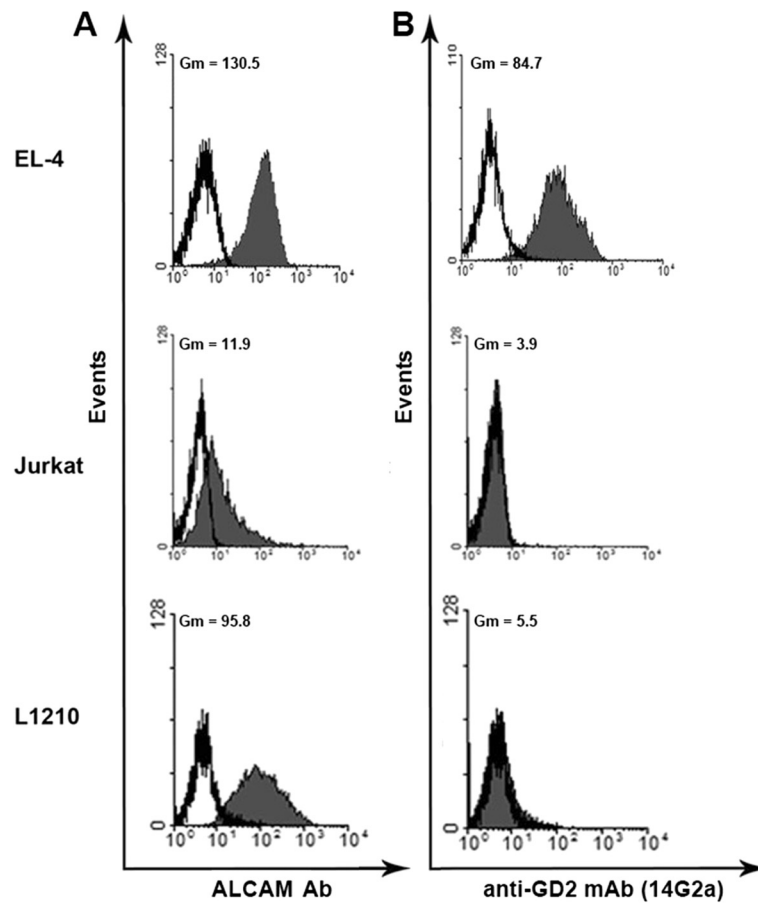 A
B
EL-4
128
Gm = 130.5
0
10⁰ 10¹ 10² 10³ 10⁴
110
Gm = 84.7
0
10⁰ 10¹ 10² 10³ 10⁴
Events
Events
Jurkat
128
Gm = 11.9
0
10⁰ 10¹ 10² 10³ 10⁴
128
Gm = 3.9
0
10⁰ 10¹ 10² 10³ 10⁴
L1210
128
Gm = 95.8
0
10⁰ 10¹ 10² 10³ 10⁴
128
Gm = 5.5
0
10⁰ 10¹ 10² 10³ 10⁴
ALCAM Ab
anti-GD2 mAb (14G2a)